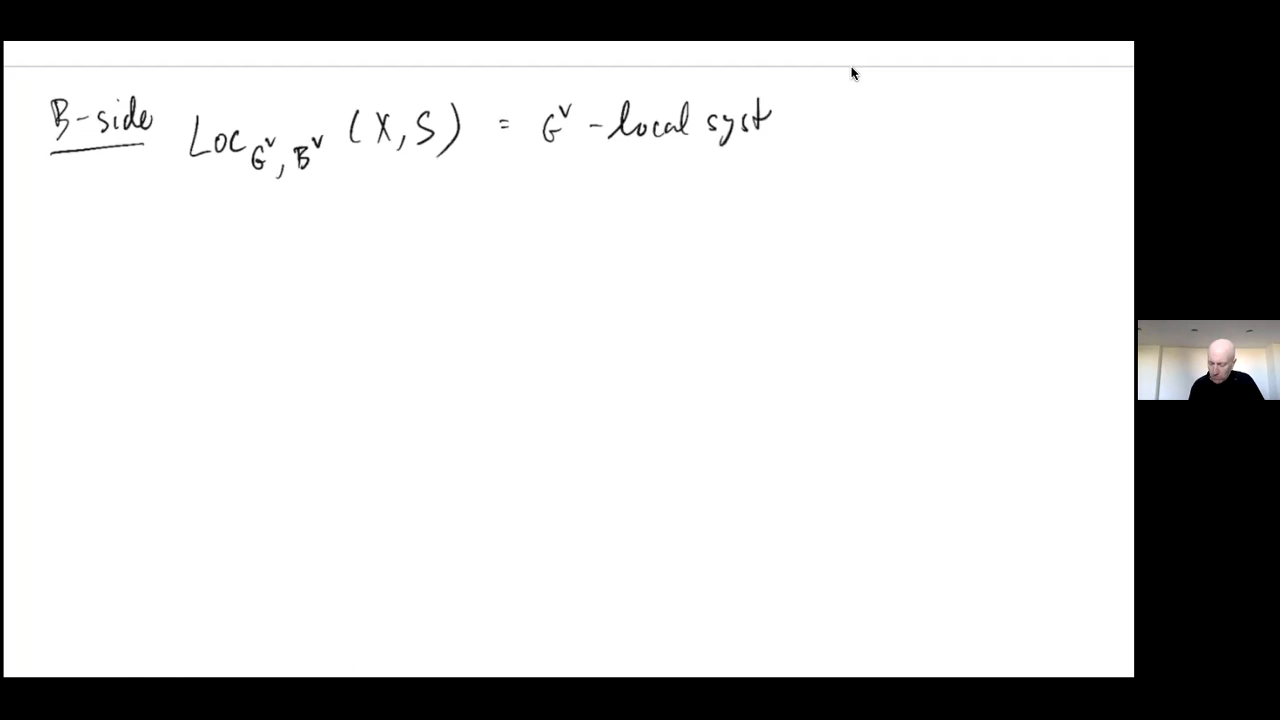 B-side Loc_{G^∨, B^∨} (X, S) = G^∨ - local syst